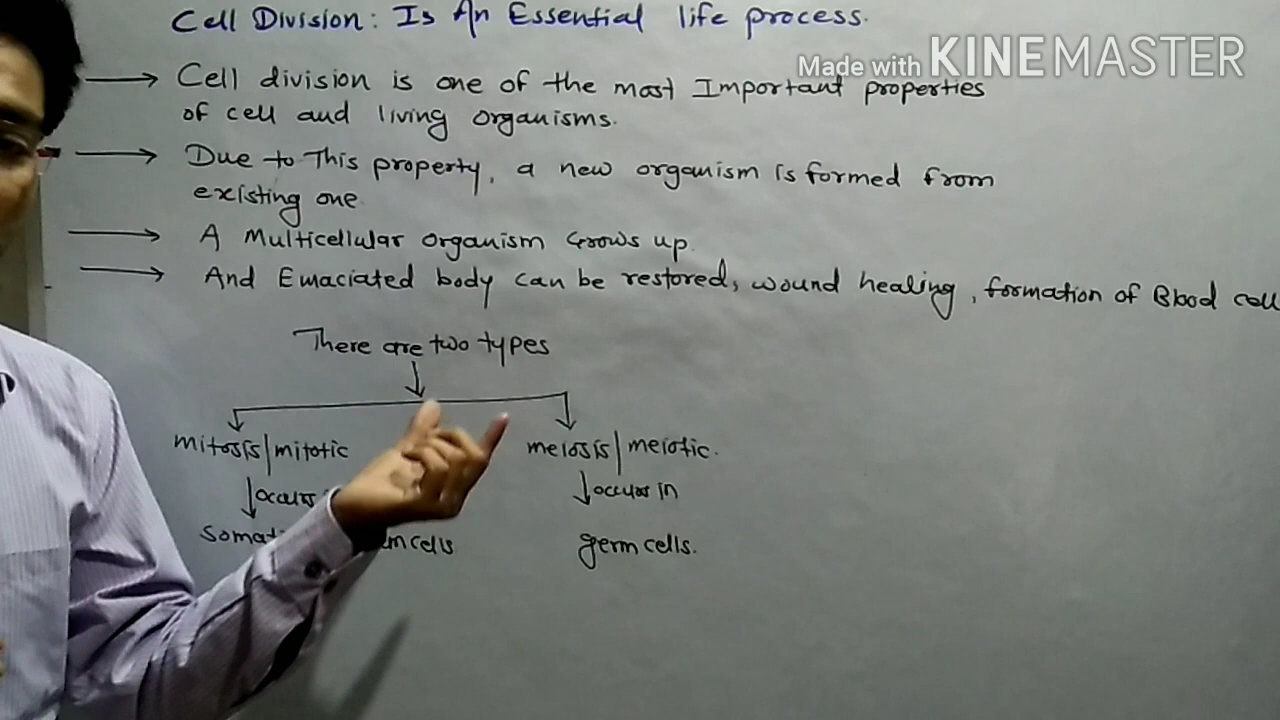 Cell Division: Is An Essential life process.
Made with KINEMASTER
Cell division is one of the most Important properties
of cell and living organisms.
Due to This property, a new organism is formed from
existing one
A Multicellular organism Grows up.
And Emaciated body can be restored, wound healing, formation of Blood cell
There are two types
mitosis/mitotic
meiosis/meiotic.
occurs
occurs in
cells
germ cells.